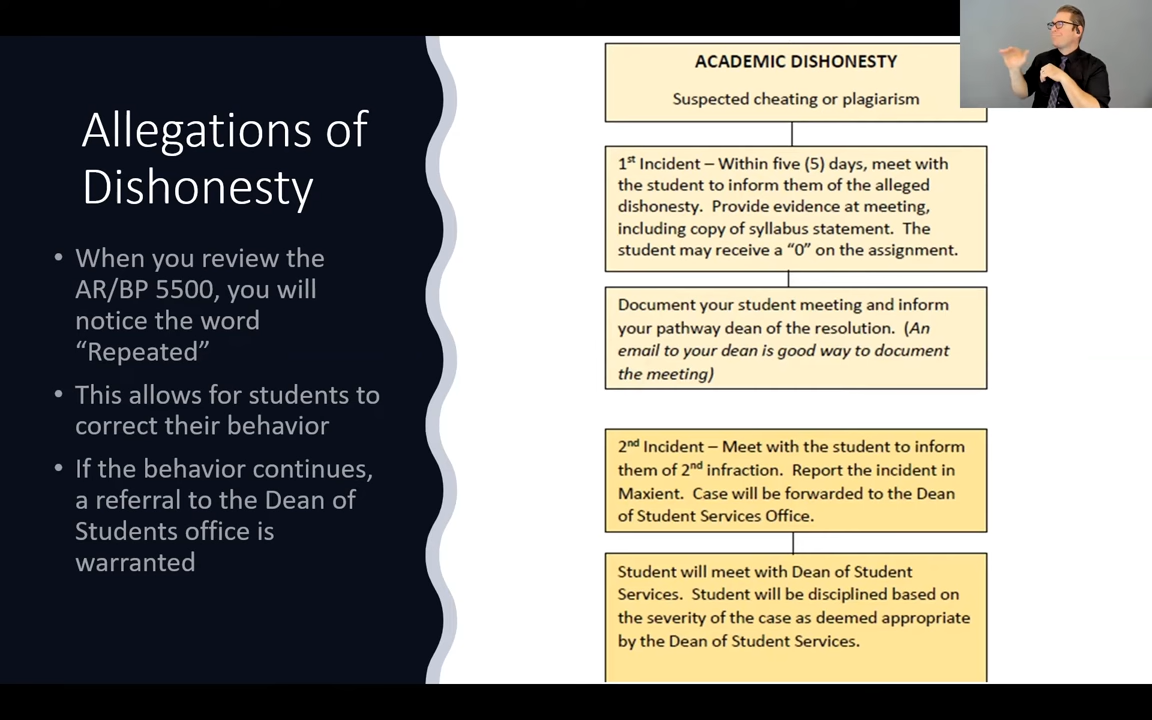 Allegations of
Dishonesty
• When you review the
AR/BP 5500, you will
notice the word
“Repeated”
• This allows for students to
correct their behavior
• If the behavior continues,
a referral to the Dean of
Students office is
warranted
ACADEMIC DISHONESTY
Suspected cheating or plagiarism
1st Incident – Within five (5) days, meet with
the student to inform them of the alleged
dishonesty. Provide evidence at meeting,
including copy of syllabus statement. The
student may receive a “0” on the assignment.
Document your student meeting and inform
your pathway dean of the resolution. (An
email to your dean is good way to document
the meeting)
2nd Incident – Meet with the student to inform
them of 2nd infraction. Report the incident in
Maxient. Case will be forwarded to the Dean
of Student Services Office.
Student will meet with Dean of Student
Services. Student will be disciplined based on
the severity of the case as deemed appropriate
by the Dean of Student Services.